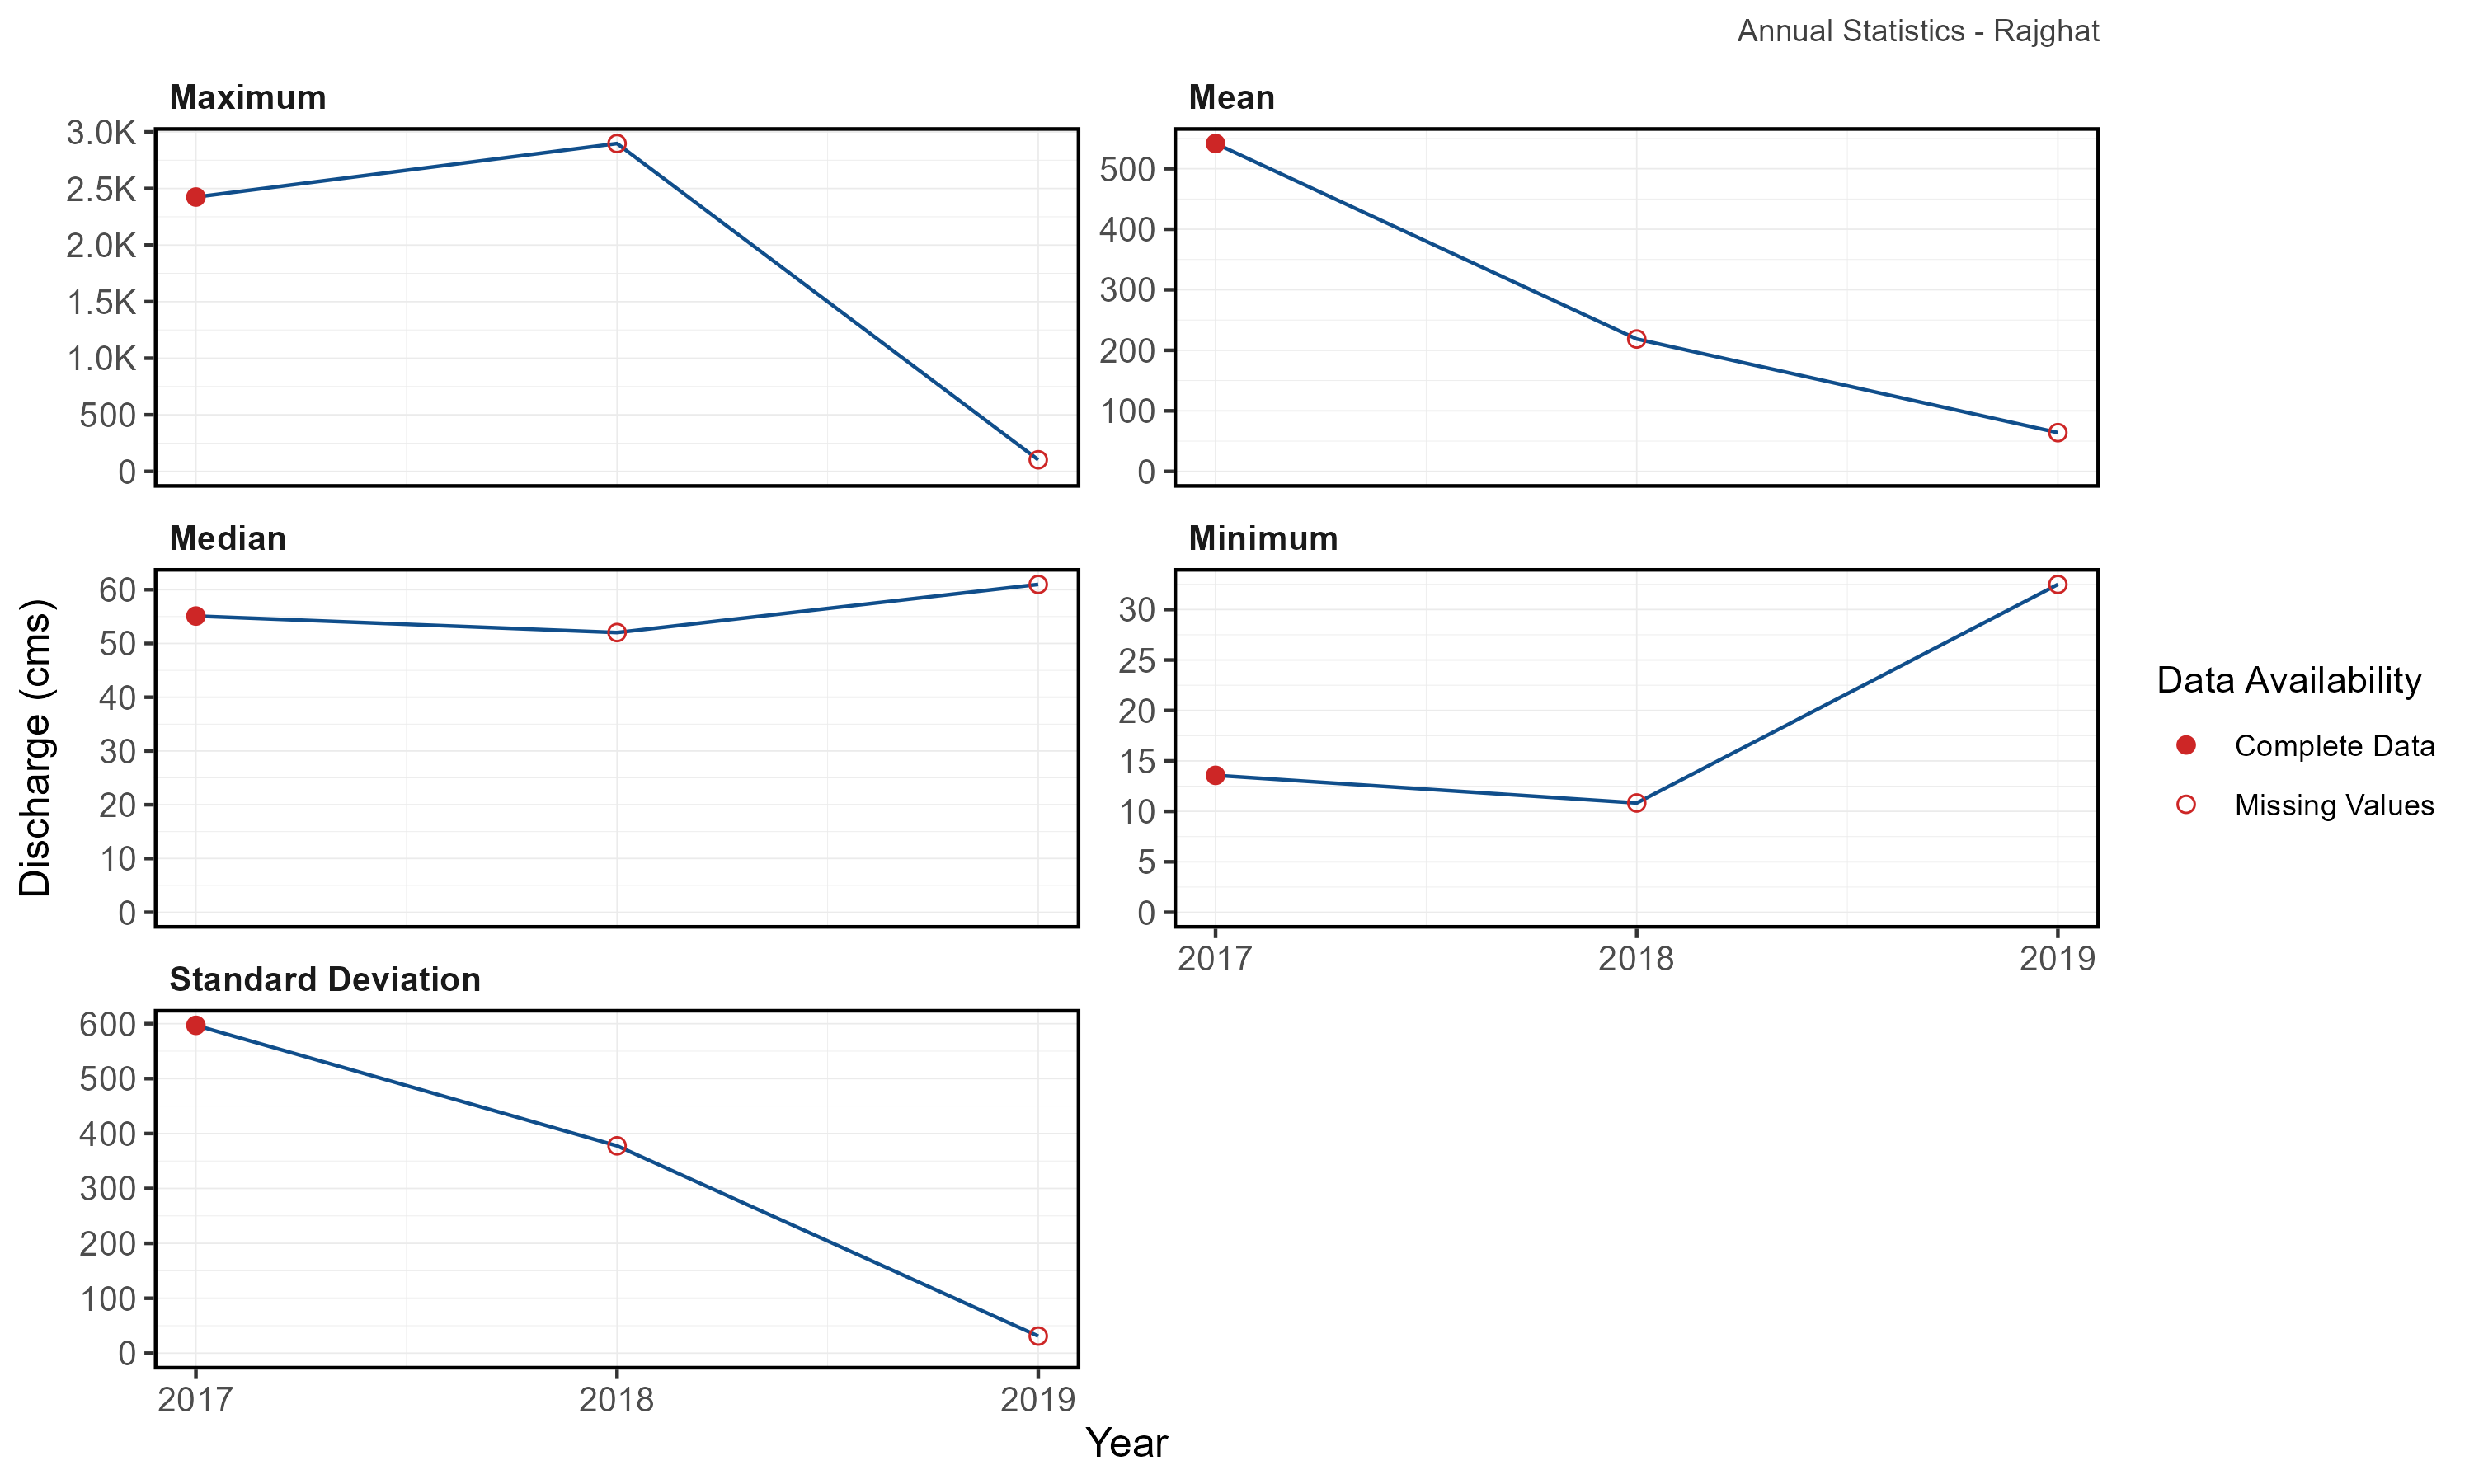 Annual Statistics - Rajghat
Maximum
3.0K
2.5K
2.0K
1.5K
1.0K
500
0
Mean
500
400
300
200
100
0
Discharge (cms)
Median
60
50
40
30
20
10
0
Minimum
30
25
20
15
10
5
0
2017 2018 2019
Standard Deviation
600
500
400
300
200
100
0
2017 2018 2019
Year
Data Availability
Complete Data
Missing Values